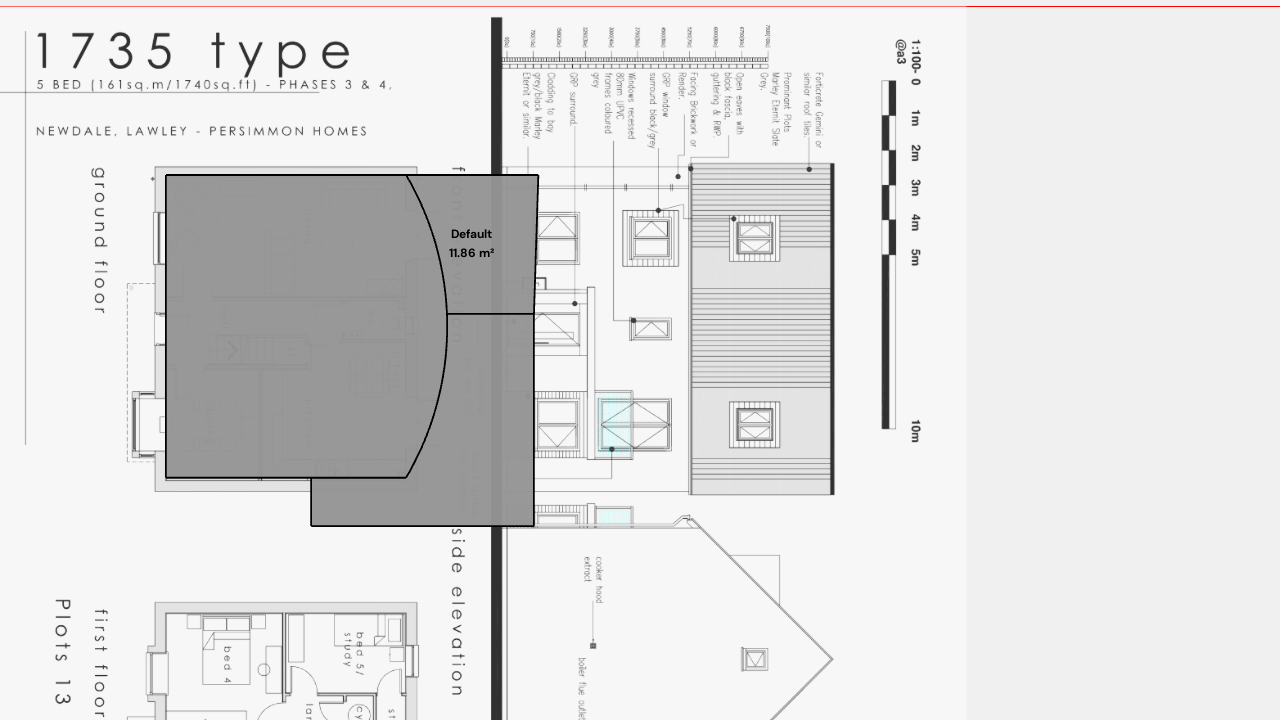 1735 type
5 BED (161sq.m/1740sq.ft) - PHASES 3 & 4,
NEWDALE, LAWLEY - PERSIMMON HOMES
ground floor
Default
11.86 m²
side elevation
first floor
Plots 13
bed 4
bed 5/
study
1:100- 0
@a3
1m
2m
3m
4m
5m
10m
Forticrete Gemini or
similar roof tiles.
Prominant Plots
Marley Eternit Slate
Grey.
Open eaves with
black fascia,
guttering & RWP
Facing Brickwork or
Render.
GRP window
surround black/grey
Windows recessed
80mm UPVC
frames coloured
grey
GRP surround.
Cladding to bay
grey/black Marley
Eternit or similar.
cooker hood
extract
boiler flue outlet